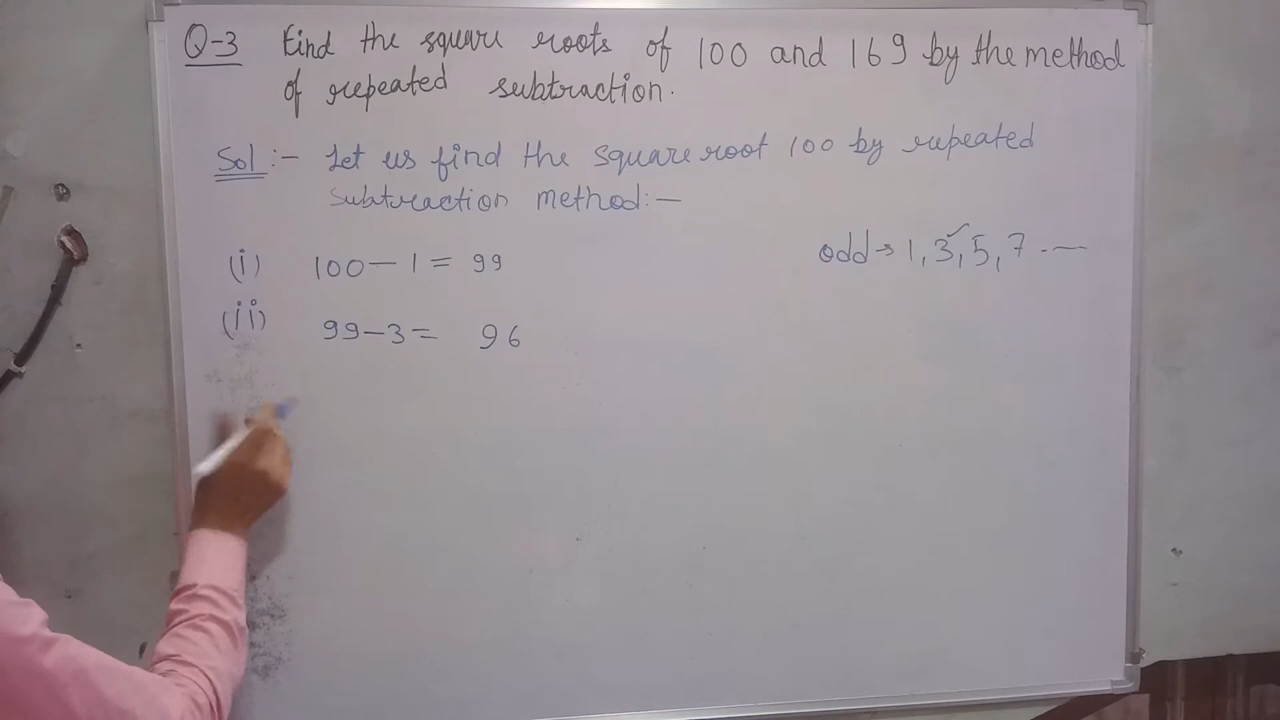 Q-3 Find the square roots of 100 and 169 by the method
of repeated subtraction.
Sol :- Let us find the square root 100 by repeated
subtraction method:-
(i) 100 - 1 = 99
odd → 1, 3, 5, 7 ---
(ii) 99 - 3 = 96